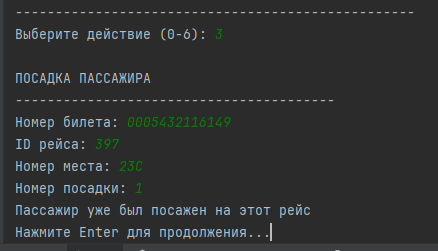 --------------------------------------------------
Выберите действие (0-6): 3
ПОСАДКА ПАССАЖИРА
----------------------------------------
Номер билета: 0005432116149
ID рейса: 397
Номер места: 23C
Номер посадки: 1
Пассажир уже был посажен на этот рейс
Нажмите Enter для продолжения...